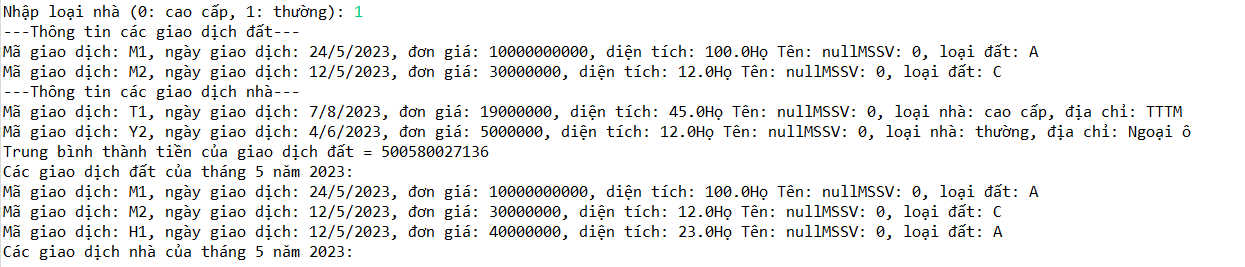 Nhập loại nhà (0: cao cấp, 1: thường): 1
---Thông tin các giao dịch đất---
Mã giao dịch: M1, ngày giao dịch: 24/5/2023, đơn giá: 10000000000, diện tích: 100.0Họ Tên: nullMSSV: 0, loại đất: A
Mã giao dịch: M2, ngày giao dịch: 12/5/2023, đơn giá: 30000000, diện tích: 12.0Họ Tên: nullMSSV: 0, loại đất: C
---Thông tin các giao dịch nhà---
Mã giao dịch: T1, ngày giao dịch: 7/8/2023, đơn giá: 19000000, diện tích: 45.0Họ Tên: nullMSSV: 0, loại nhà: cao cấp, địa chỉ: TTTM
Mã giao dịch: Y2, ngày giao dịch: 4/6/2023, đơn giá: 5000000, diện tích: 12.0Họ Tên: nullMSSV: 0, loại nhà: thường, địa chỉ: Ngoại ô
Trung bình thành tiền của giao dịch đất = 500580027136
Các giao dịch đất của tháng 5 năm 2023:
Mã giao dịch: M1, ngày giao dịch: 24/5/2023, đơn giá: 10000000000, diện tích: 100.0Họ Tên: nullMSSV: 0, loại đất: A
Mã giao dịch: M2, ngày giao dịch: 12/5/2023, đơn giá: 30000000, diện tích: 12.0Họ Tên: nullMSSV: 0, loại đất: C
Mã giao dịch: H1, ngày giao dịch: 12/5/2023, đơn giá: 40000000, diện tích: 23.0Họ Tên: nullMSSV: 0, loại đất: A
Các giao dịch nhà của tháng 5 năm 2023: